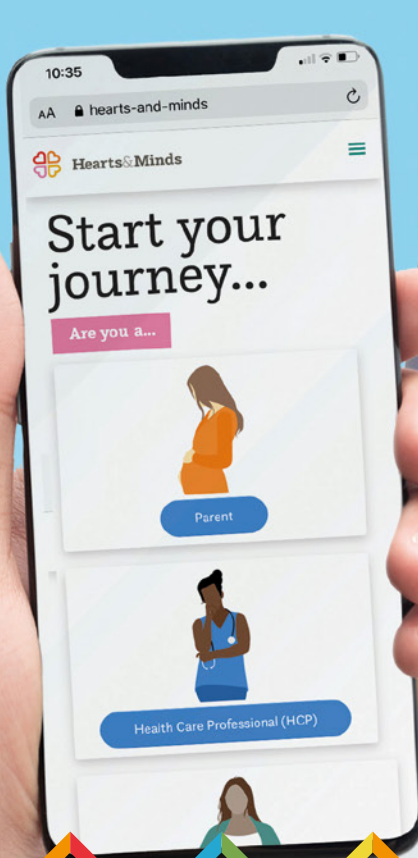 10:35
AA hearts-and-minds
Hearts&Minds
Start your
journey...
Are you a...
Parent
Health Care Professional (HCP)